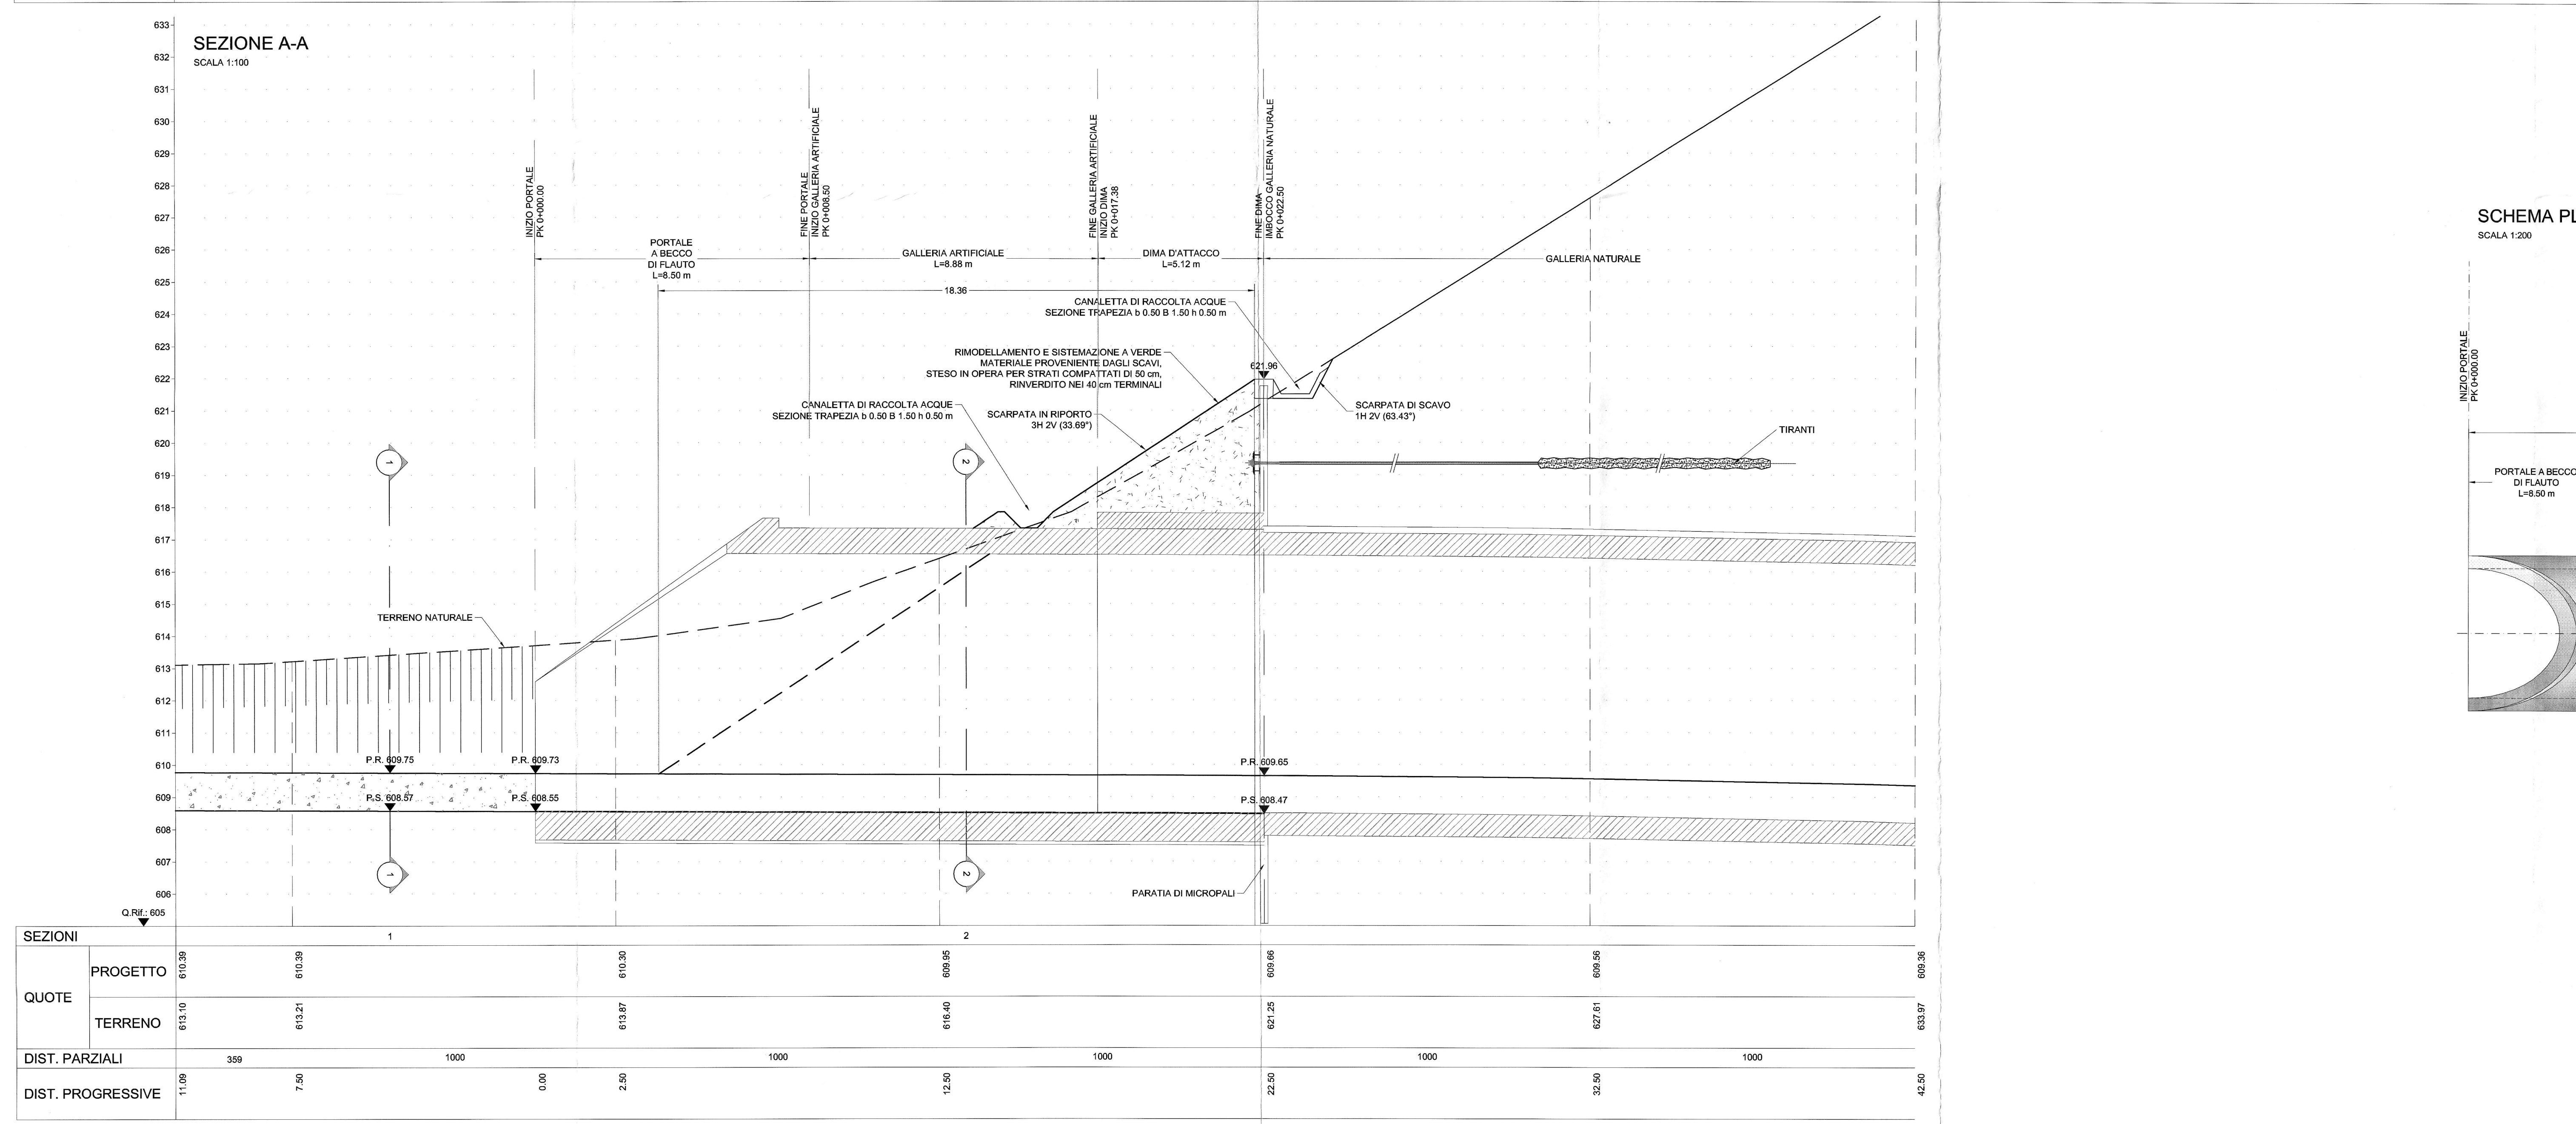 SEZIONE A-A
SCALA 1:100
633
632
631
630
629
628
627
626
625
624
623
622
621
620
619
618
617
616
615
614
613
612
611
610
609
608
607
606
Q.Rif.: 605
INIZIO PORTALE
PK 0+000.00
FINE PORTALE
INIZIO GALLERIA ARTIFICIALE
PK 0+008.50
FINE GALLERIA ARTIFICIALE
INIZIO DIMA
PK 0+017.38
FINE DIMA
IMBOCCO GALLERIA NATURALE
PK 0+022.50
PORTALE
A BECCO
DI FLAUTO
L=8.50 m
GALLERIA ARTIFICIALE
L=8.88 m
DIMA D'ATTACCO
L=5.12 m
GALLERIA NATURALE
18.36
CANALETTA DI RACCOLTA ACQUE
SEZIONE TRAPEZIA b 0.50 B 1.50 h 0.50 m
RIMODELLAMENTO E SISTEMAZIONE A VERDE
MATERIALE PROVENIENTE DAGLI SCAVI,
STESO IN OPERA PER STRATI COMPATTATI DI 50 cm,
RINVERDITO NEI 40 cm TERMINALI
621.96
CANALETTA DI RACCOLTA ACQUE
SEZIONE TRAPEZIA b 0.50 B 1.50 h 0.50 m
SCARPATA IN RIPORTO
3H 2V (33.69°)
SCARPATA DI SCAVO
1H 2V (63.43°)
TIRANTI
1
2
TERRENO NATURALE
P.R. 609.75
P.R. 609.73
P.R. 609.65
P.S. 608.57
P.S. 608.55
P.S. 608.47
1
2
PARATIA DI MICROPALI
SEZIONI
1
2
QUOTE
PROGETTO
610.39
610.39
610.30
609.95
609.66
609.56
609.36
TERRENO
613.10
613.21
613.87
616.40
621.25
627.61
633.97
DIST. PARZIALI
359
1000
1000
1000
1000
1000
DIST. PROGRESSIVE
11.09
7.50
0.00
2.50
12.50
22.50
32.50
42.50
SCHEMA PL
SCALA 1:200
INIZIO PORTALE
PK 0+000.00
PORTALE A BECCO
DI FLAUTO
L=8.50 m